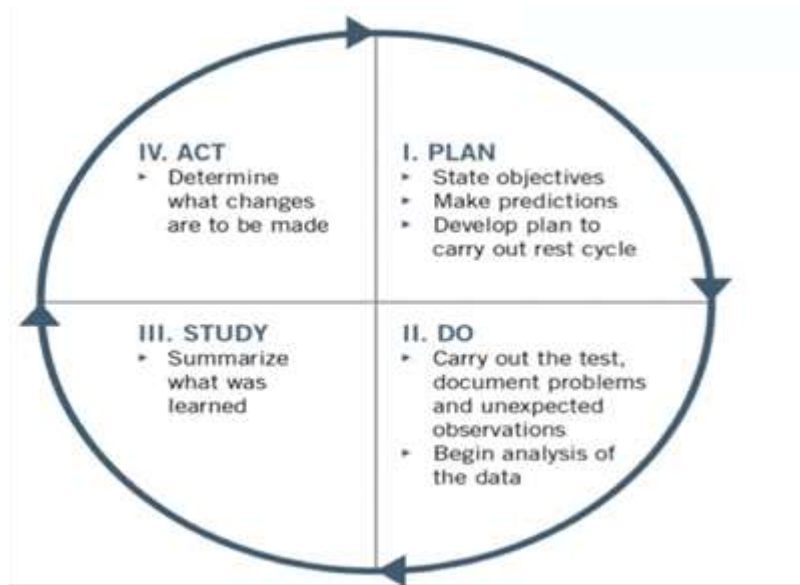 IV. ACT
‣ Determine
what changes
are to be made
I. PLAN
‣ State objectives
‣ Make predictions
‣ Develop plan to
carry out rest cycle
III. STUDY
‣ Summarize
what was
learned
II. DO
‣ Carry out the test,
document problems
and unexpected
observations
‣ Begin analysis of
the data